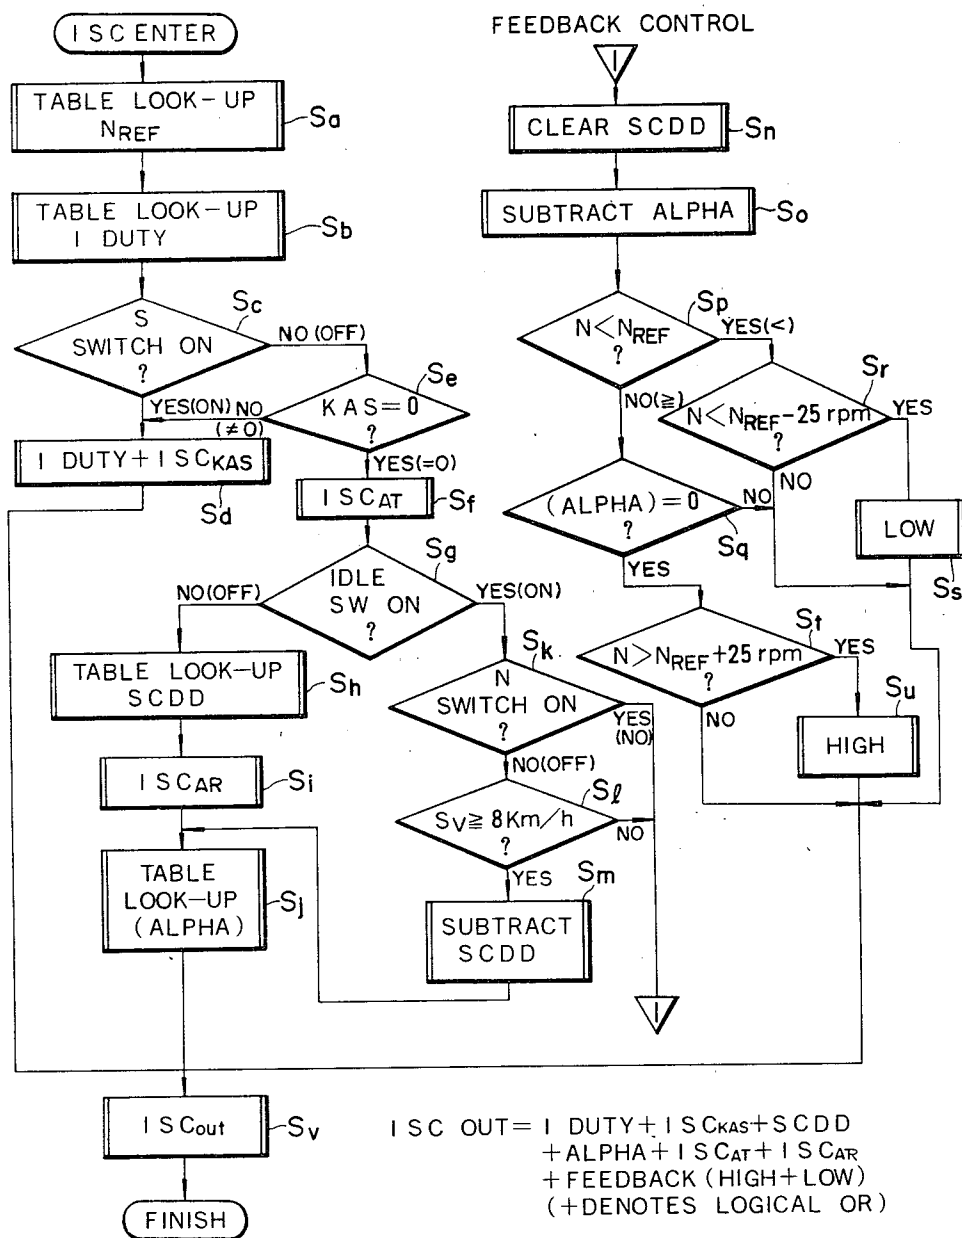 ISC ENTER
TABLE LOOK-UP
NREF
Sa
TABLE LOOK-UP
I DUTY
Sb
S
SWITCH ON
?
Sc
NO (OFF)
YES(ON)
KAS=0
?
Se
NO
(≠0)
YES(=0)
I DUTY+ISCKAS
Sd
ISCAT
Sf
IDLE
SW ON
?
Sg
NO(OFF)
YES(ON)
TABLE LOOK-UP
SCDD
Sh
ISCAR
Si
TABLE
LOOK-UP
(ALPHA)
Sj
N
SWITCH ON
?
Sk
YES
(NO)
NO(OFF)
SV≧8Km/h
?
Sl
NO
YES
SUBTRACT
SCDD
Sm
I
FEEDBACK CONTROL
I
CLEAR SCDD
Sn
SUBTRACT ALPHA
So
N<NREF
?
Sp
YES(<)
NO(≧)
N<NREF-25rpm
?
Sr
YES
NO
(ALPHA)=0
?
Sq
NO
YES
LOW
Ss
N>NREF+25rpm
?
St
YES
NO
HIGH
Su
ISCout
Sv
FINISH
ISC OUT= I DUTY+ISCKAS+SCDD
+ALPHA+ISCAT+ISCAR
+FEEDBACK (HIGH+LOW)
(+DENOTES LOGICAL OR)